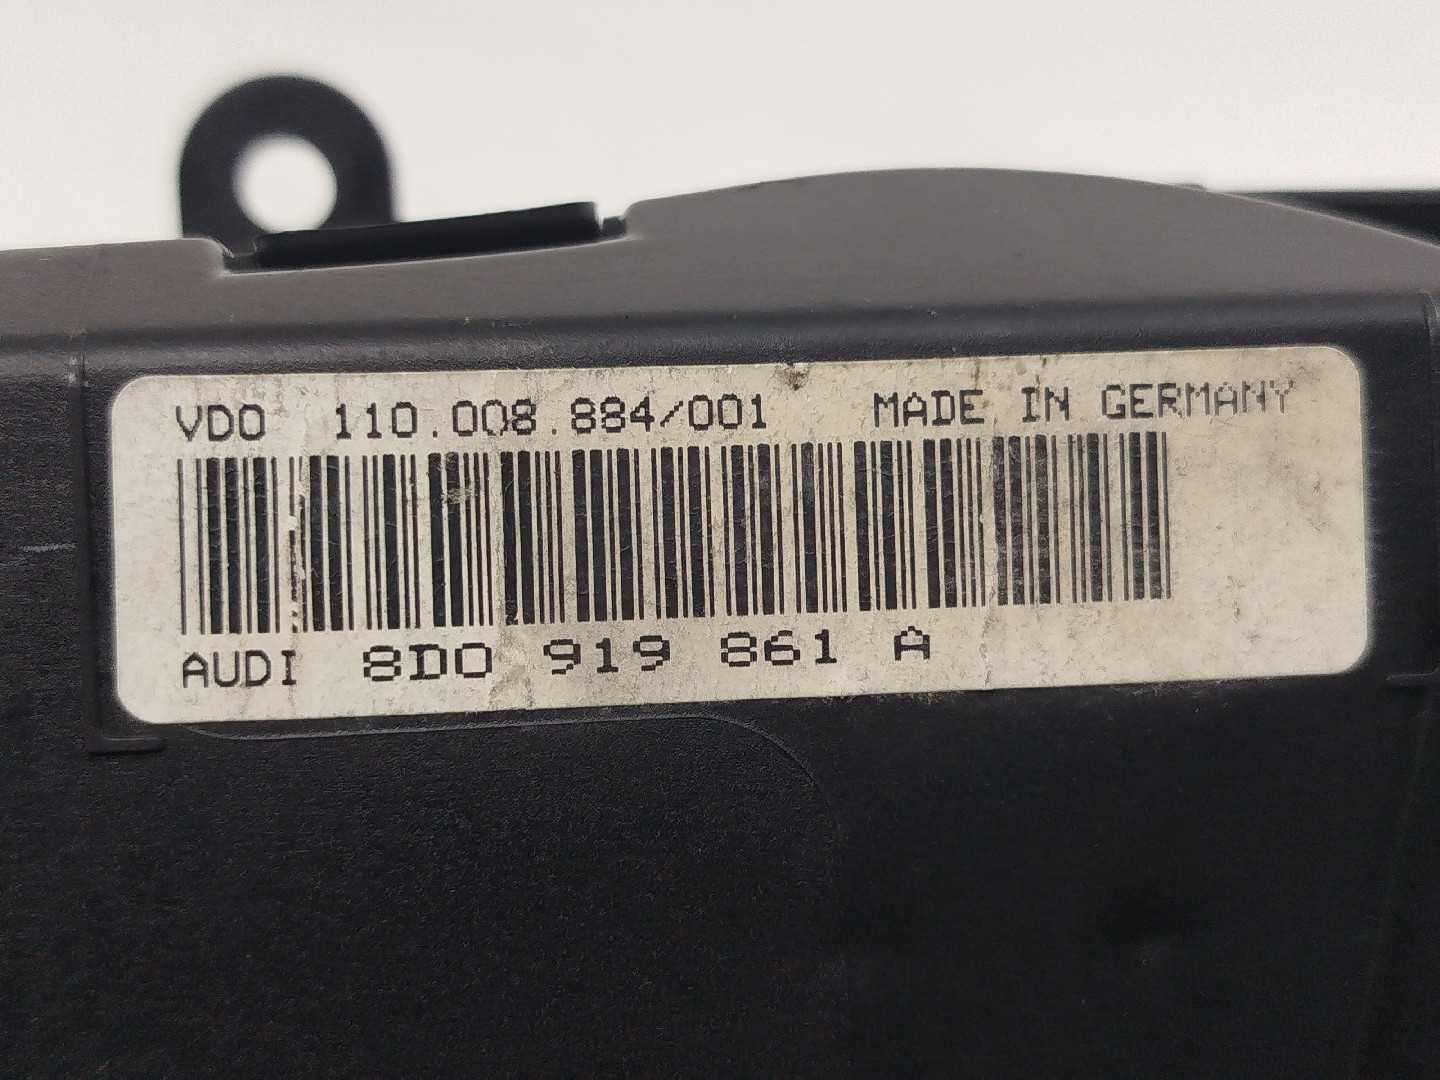 VDO 110.008.884/001 MADE IN GERMANY
AUDI 8D0 919 861 A